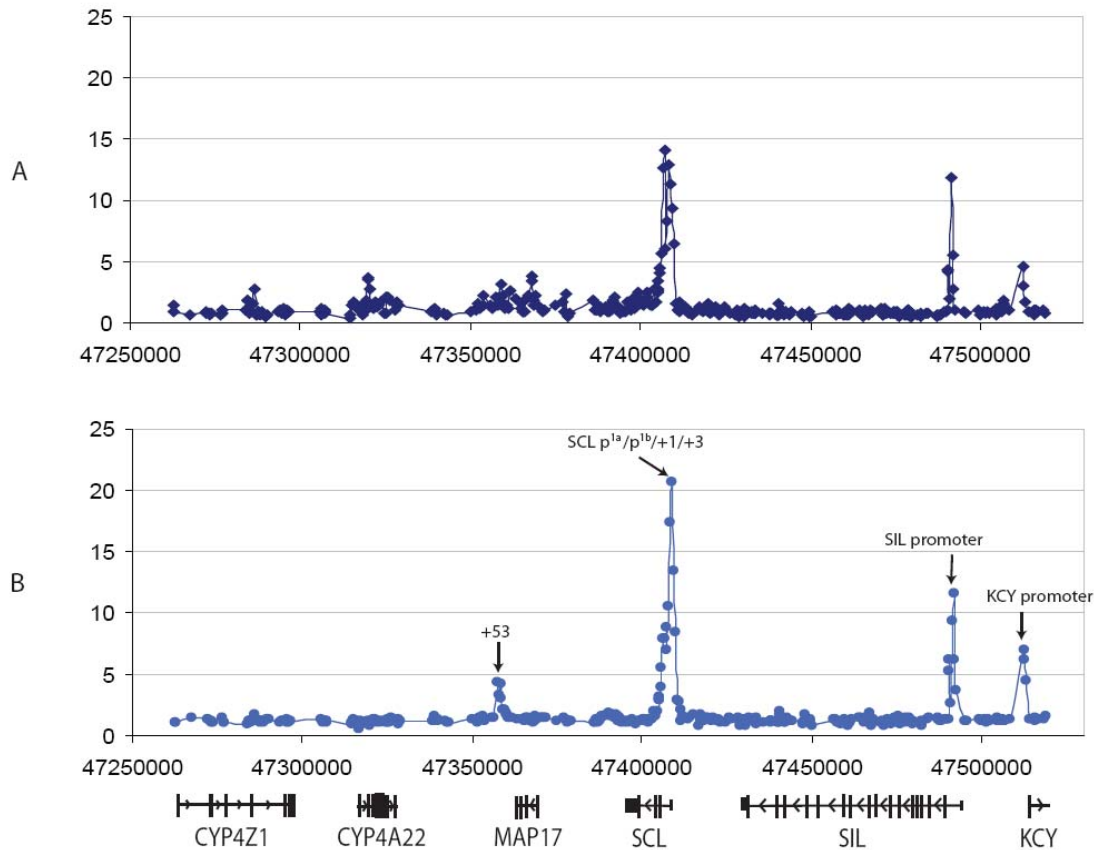 25
20
15
A
10
5
0
47250000 47300000 47350000 47400000 47450000 47500000
25
SCL p1a/p1b/+1/+3
20
15
SIL promoter
B
10
KCY promoter
+53
5
0
47250000 47300000 47350000 47400000 47450000 47500000
CYP4Z1 CYP4A22 MAP17 SCL SIL KCY